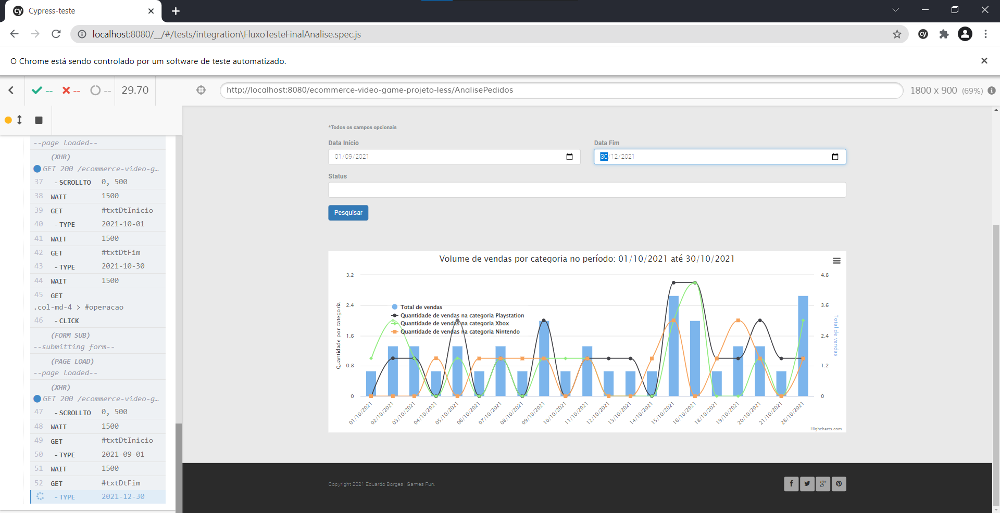 Cypress-teste
localhost:8080/__/#/tests/integration\FluxoTesteFinalAnalise.spec.js
O Chrome está sendo controlado por um software de teste automatizado.
-- -- -- 29.70
http://localhost:8080/ecommerce-video-game-projeto-less/AnalisePedidos
1800 x 900 (69%)
--page loaded--
(XHR)
GET 200 /ecommerce-video-g...
37 -SCROLLTO 0, 500
38 WAIT 1500
39 GET #txtDtInicio
40 -TYPE 2021-10-01
41 WAIT 1500
42 GET #txtDtFim
43 -TYPE 2021-10-30
44 WAIT 1500
45 GET
.col-md-4 > #operacao
46 -CLICK
(FORM SUB)
--submitting form--
(PAGE LOAD)
--page loaded--
(XHR)
GET 200 /ecommerce-video-g...
47 -SCROLLTO 0, 500
48 WAIT 1500
49 GET #txtDtInicio
50 -TYPE 2021-09-01
51 WAIT 1500
52 GET #txtDtFim
-TYPE 2021-12-30
*Todos os campos opcionais
Data Início
01/09/2021
Data Fim
30/12/2021
Status
Pesquisar
Volume de vendas por categoria no período: 01/10/2021 até 30/10/2021
Quantidade por categoria
3.2
2.4
1.6
0.8
0
Total de vendas
Quantidade de vendas na categoria Playstation
Quantidade de vendas na categoria Xbox
Quantidade de vendas na categoria Nintendo
4.8
3.6
2.4
1.2
0
Total de vendas
01/10/2021
02/10/2021
03/10/2021
04/10/2021
05/10/2021
06/10/2021
07/10/2021
08/10/2021
09/10/2021
10/10/2021
11/10/2021
12/10/2021
13/10/2021
14/10/2021
15/10/2021
16/10/2021
18/10/2021
19/10/2021
20/10/2021
21/10/2021
28/10/2021
Highcharts.com
Copyright 2021 Eduardo Borges | Games Fun.